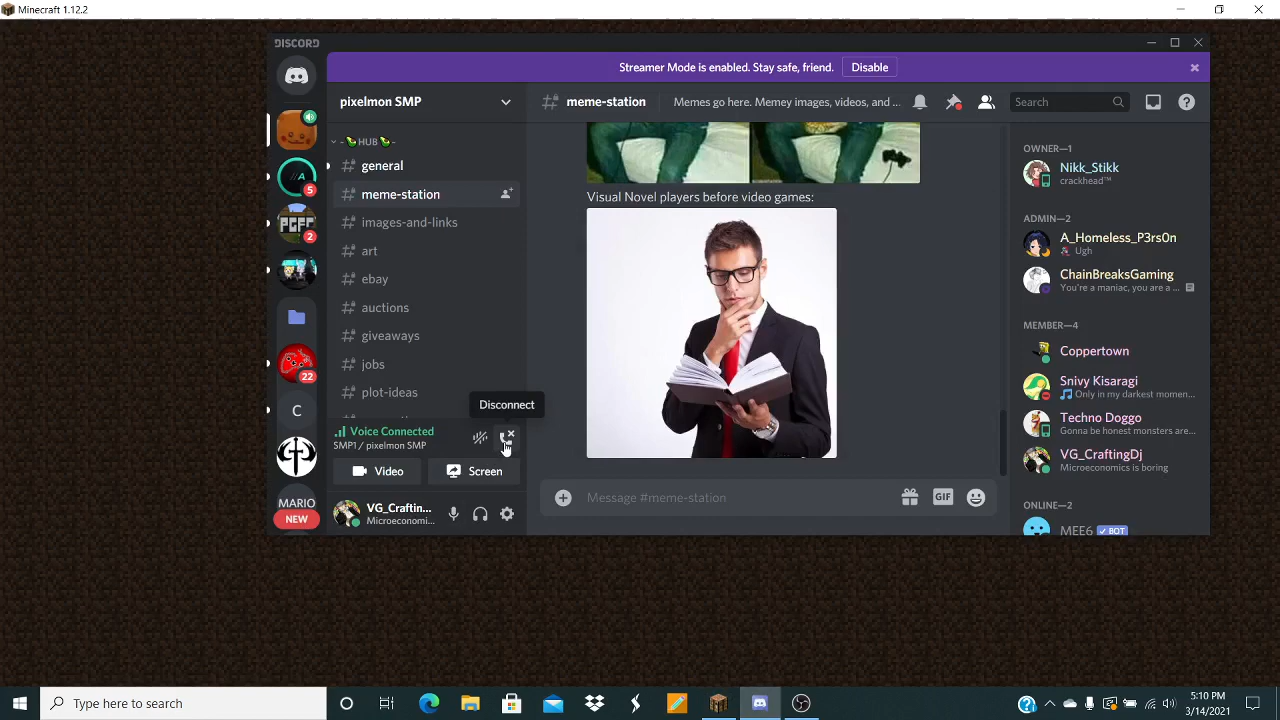 Minecraft 1.12.2
DISCORD
Streamer Mode is enabled. Stay safe, friend.
Disable
pixelmon SMP
meme-station
Memes go here. Memey images, videos, and ...
Search
- HUB -
general
meme-station
images-and-links
art
ebay
auctions
giveaways
jobs
plot-ideas
Disconnect
Voice Connected
SMP1 / pixelmon SMP
Video
Screen
VG_Craftin...
Microeconomi...
//A
5
PGFF
2
22
C
MARIO
NEW
Visual Novel players before video games:
Message #meme-station
GIF
OWNER—1
Nikk_Stikk
crackhead™
ADMIN—2
A_Homeless_P3rs0n
Ugh
ChainBreaksGaming
You're a maniac, you are a ...
MEMBER—4
Coppertown
Snivy Kisaragi
Only in my darkest momen...
Techno Doggo
Gonna be honest monsters are...
VG_CraftingDj
Microeconomics is boring
ONLINE—2
MEE6
BOT
Type here to search
5:10 PM
3/14/2021